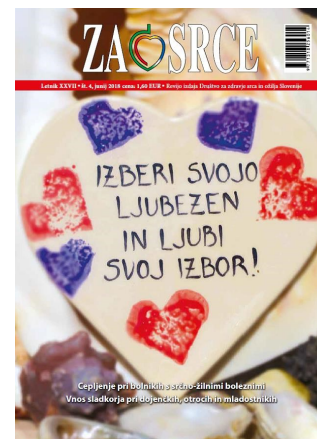 ZA SRCE
Letnik XXVII • št. 4, junij 2018 cena: 1,60 EUR • Revijo izdaja Društvo za zdravje srca in ožilja Slovenije
IZBERI SVOJO
LJUBEZEN
IN LJUBI
SVOJ IZBOR!
Cepljenje pri bolnikih s srčno-žilnimi boleznimi
Vnos sladkorja pri dojenčkih, otrocih in mladostnikih